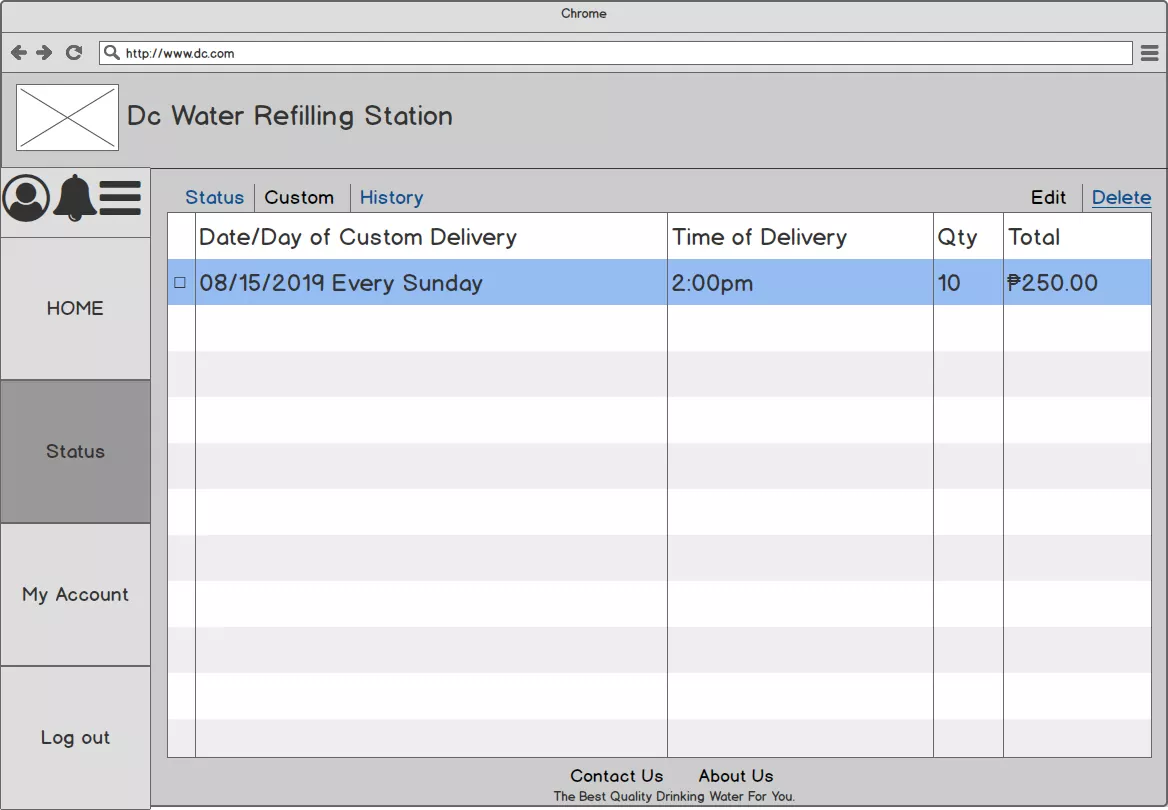 Chrome
http://www.dc.com
Dc Water Refilling Station
Status Custom History Edit Delete
Date/Day of Custom Delivery Time of Delivery Qty Total
08/15/2019 Every Sunday 2:00pm 10 ₱250.00
HOME
Status
My Account
Log out
Contact Us About Us
The Best Quality Drinking Water For You.